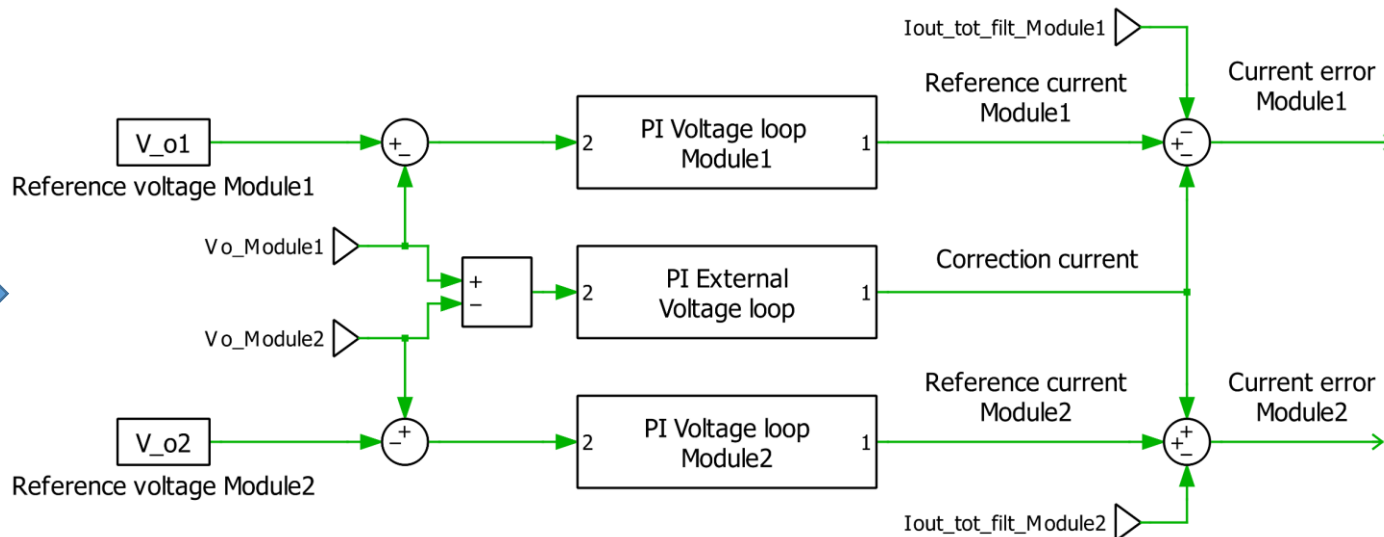 Iout_tot_filt_Module1
Reference current
Module1
Current error
Module1
V_o1
+
−
2
PI Voltage loop
Module1
1
−
+
−
Reference voltage Module1
Vo_Module1
+
−
2
PI External
Voltage loop
1
Correction current
Vo_Module2
Reference current
Module2
Current error
Module2
V_o2
+
−
2
PI Voltage loop
Module2
1
+
+
−
Reference voltage Module2
Iout_tot_filt_Module2